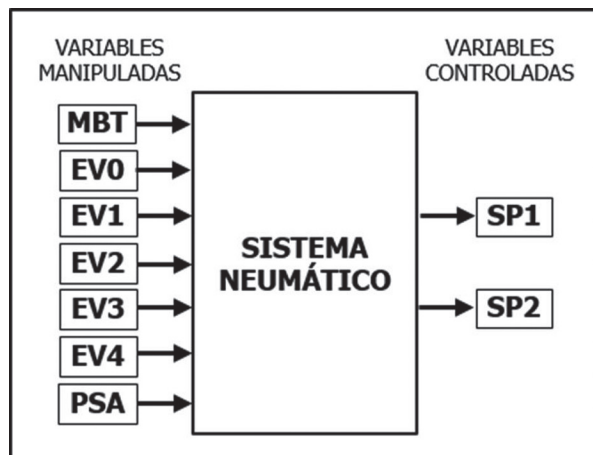 VARIABLES
MANIPULADAS
VARIABLES
CONTROLADAS
MBT
EV0
EV1
EV2
EV3
EV4
PSA
SISTEMA
NEUMÁTICO
SP1
SP2